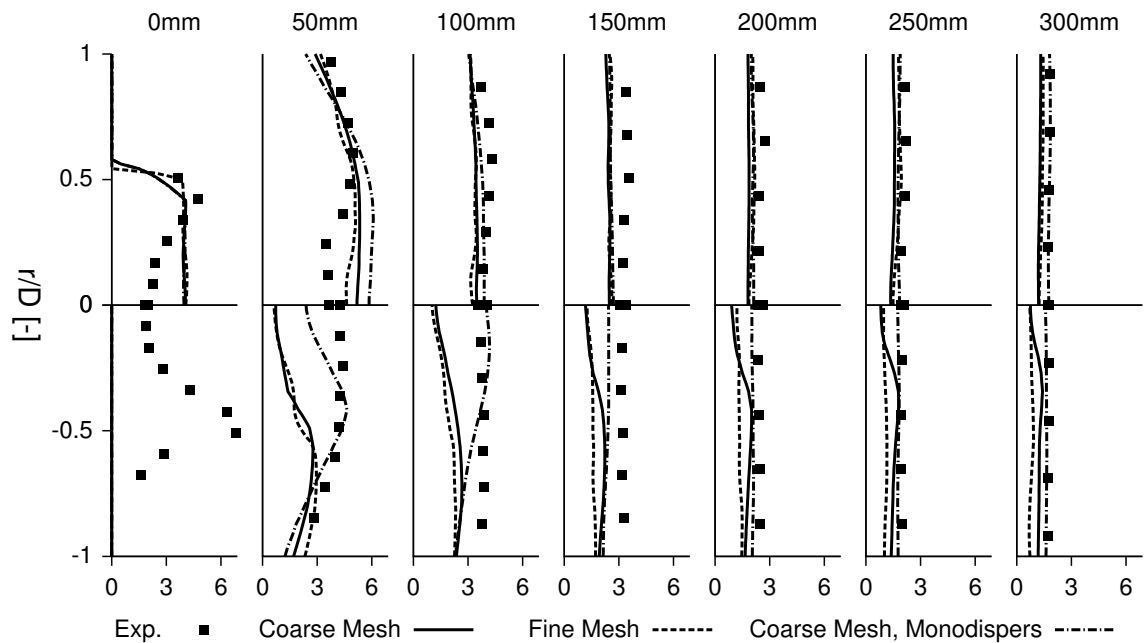 0mm 50mm 100mm 150mm 200mm 250mm 300mm
1
0.5
0
-0.5
-1
r/D [-]
0 3 6 0 3 6 0 3 6 0 3 6 0 3 6 0 3 6 0 3 6
Exp. Coarse Mesh Fine Mesh Coarse Mesh, Monodispers